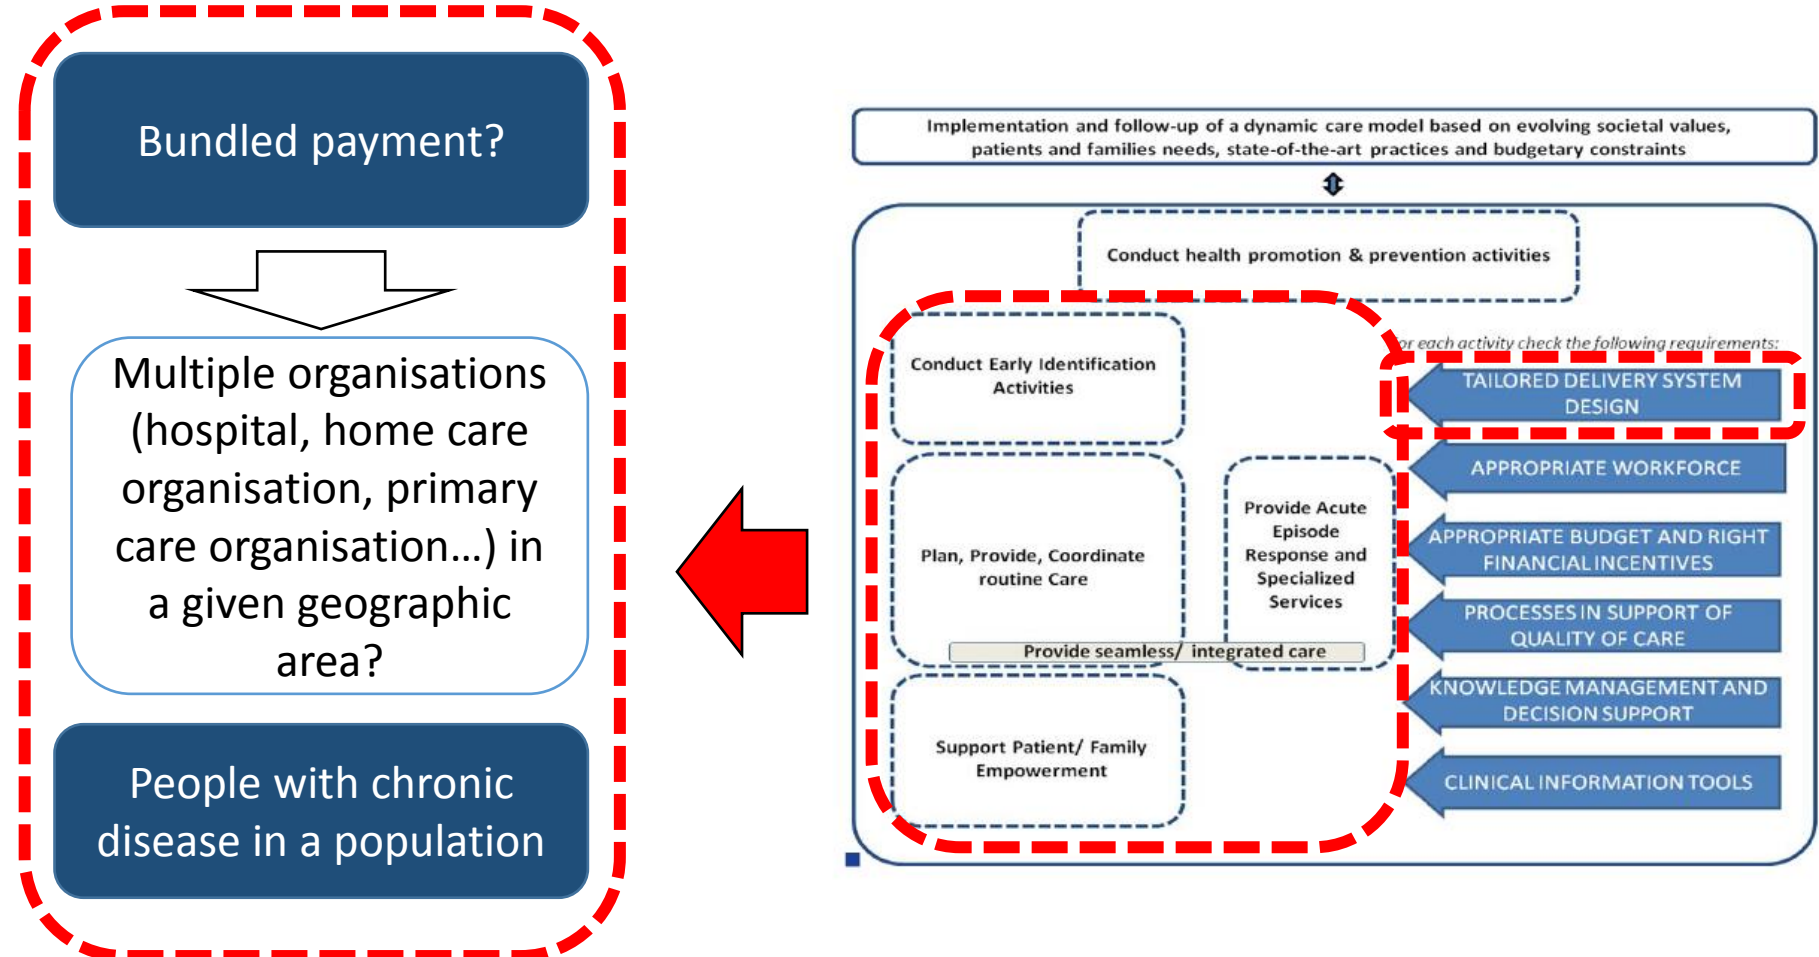 Bundled payment?
Multiple organisations
(hospital, home care
organisation, primary
care organisation...) in
a given geographic
area?
People with chronic
disease in a population
Implementation and follow-up of a dynamic care model based on evolving societal values,
patients and families needs, state-of-the-art practices and budgetary constraints
Conduct health promotion & prevention activities
Conduct Early Identification
Activities
Plan, Provide, Coordinate
routine Care
Provide Acute
Episode
Response and
Specialized
Services
Provide seamless/ integrated care
Support Patient/ Family
Empowerment
or each activity check the following requirements:
TAILORED DELIVERY SYSTEM
DESIGN
APPROPRIATE WORKFORCE
APPROPRIATE BUDGET AND RIGHT
FINANCIAL INCENTIVES
PROCESSES IN SUPPORT OF
QUALITY OF CARE
KNOWLEDGE MANAGEMENT AND
DECISION SUPPORT
CLINICAL INFORMATION TOOLS